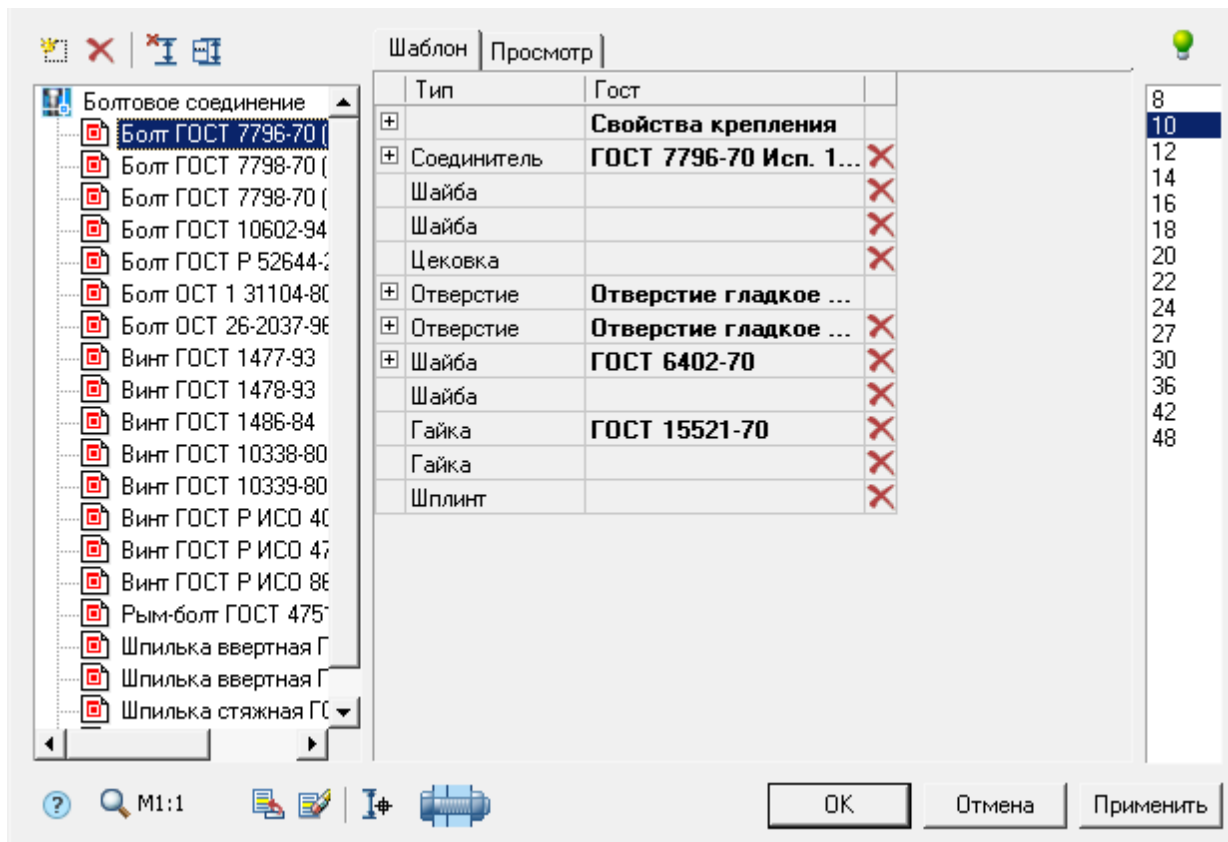 Шаблон Просмотр
Болтовое соединение
Болт ГОСТ 7796-70 (
Болт ГОСТ 7798-70 (
Болт ГОСТ 7798-70 (
Болт ГОСТ 10602-94
Болт ГОСТ Р 52644-
Болт ОСТ 1 31104-80
Болт ОСТ 26-2037-96
Винт ГОСТ 1477-93
Винт ГОСТ 1478-93
Винт ГОСТ 1486-84
Винт ГОСТ 10338-80
Винт ГОСТ 10339-80
Винт ГОСТ Р ИСО 40
Винт ГОСТ Р ИСО 47
Винт ГОСТ Р ИСО 86
Рым-болт ГОСТ 475
Шпилька ввертная Г
Шпилька ввертная Г
Шпилька стяжная ГО
Тип Гост
Свойства крепления
Соединитель ГОСТ 7796-70 Исп. 1...
Шайба
Шайба
Цековка
Отверстие Отверстие гладкое ...
Отверстие Отверстие гладкое ...
Шайба ГОСТ 6402-70
Шайба
Гайка ГОСТ 15521-70
Гайка
Шплинт
8
10
12
14
16
18
20
22
24
27
30
36
42
48
? М1:1 OK Отмена Применить